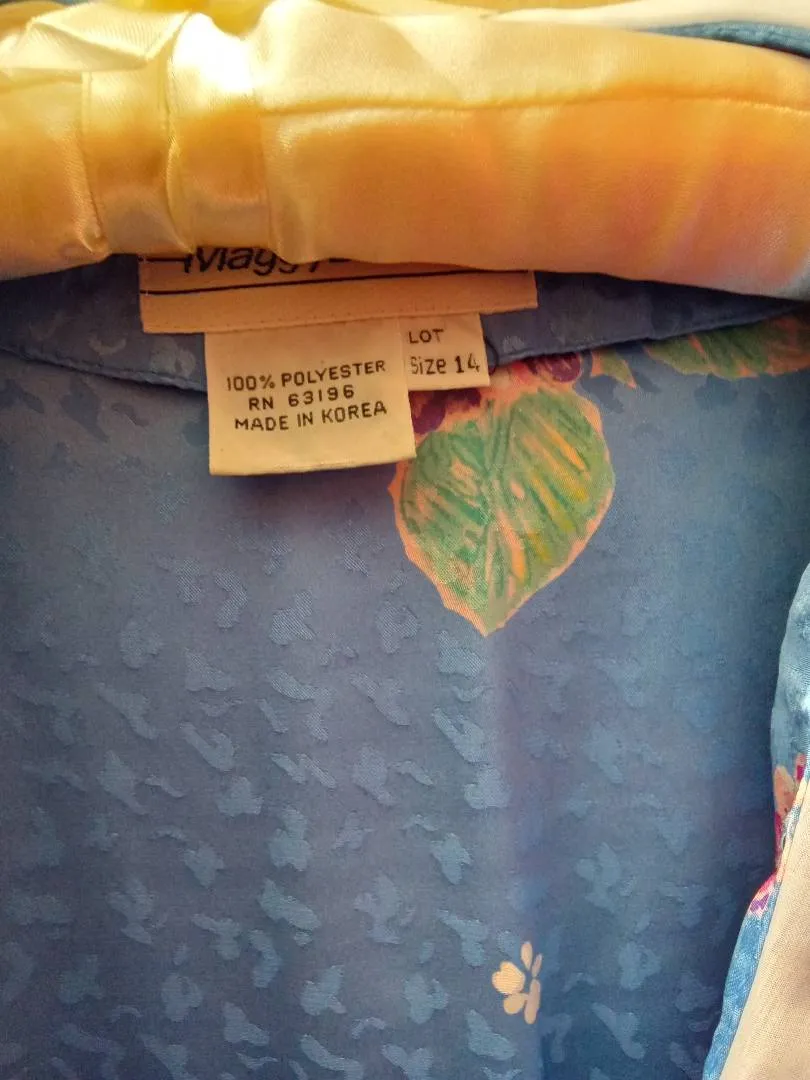 100% POLYESTER
RN 63196
MADE IN KOREA
LOT
Size 14